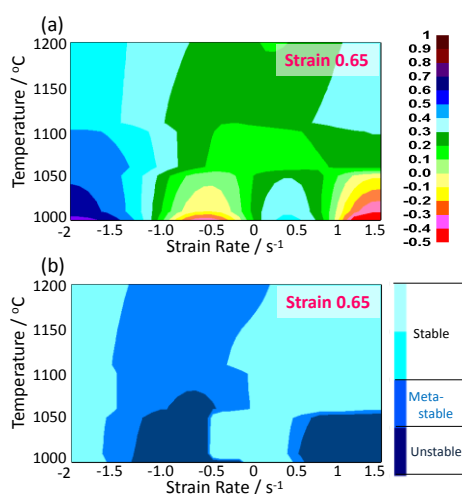 (a)
Strain 0.65
Temperature / °C
1200
1150
1100
1050
1000
-2 -1.5 -1 -0.5 0 0.5 1 1.5
Strain Rate / s⁻¹
1
0.9
0.8
0.7
0.6
0.5
0.4
0.3
0.2
0.1
0.0
-0.1
-0.2
-0.3
-0.4
-0.5
(b)
Strain 0.65
Temperature / °C
1200
1150
1100
1050
1000
-2 -1.5 -1 -0.5 0 0.5 1 1.5
Strain Rate / s⁻¹
Stable
Meta-
stable
Unstable